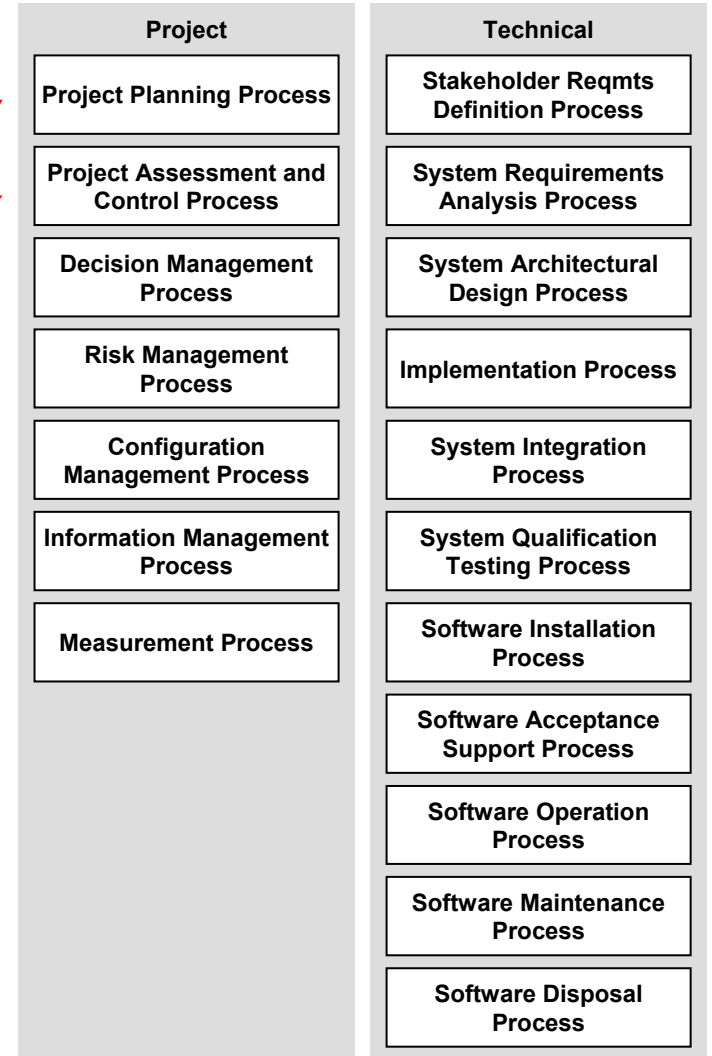 Project
Project Planning Process
Project Assessment and
Control Process
Decision Management
Process
Risk Management
Process
Configuration
Management Process
Information Management
Process
Measurement Process
Technical
Stakeholder Reqmts
Definition Process
System Requirements
Analysis Process
System Architectural
Design Process
Implementation Process
System Integration
Process
System Qualification
Testing Process
Software Installation
Process
Software Acceptance
Support Process
Software Operation
Process
Software Maintenance
Process
Software Disposal
Process